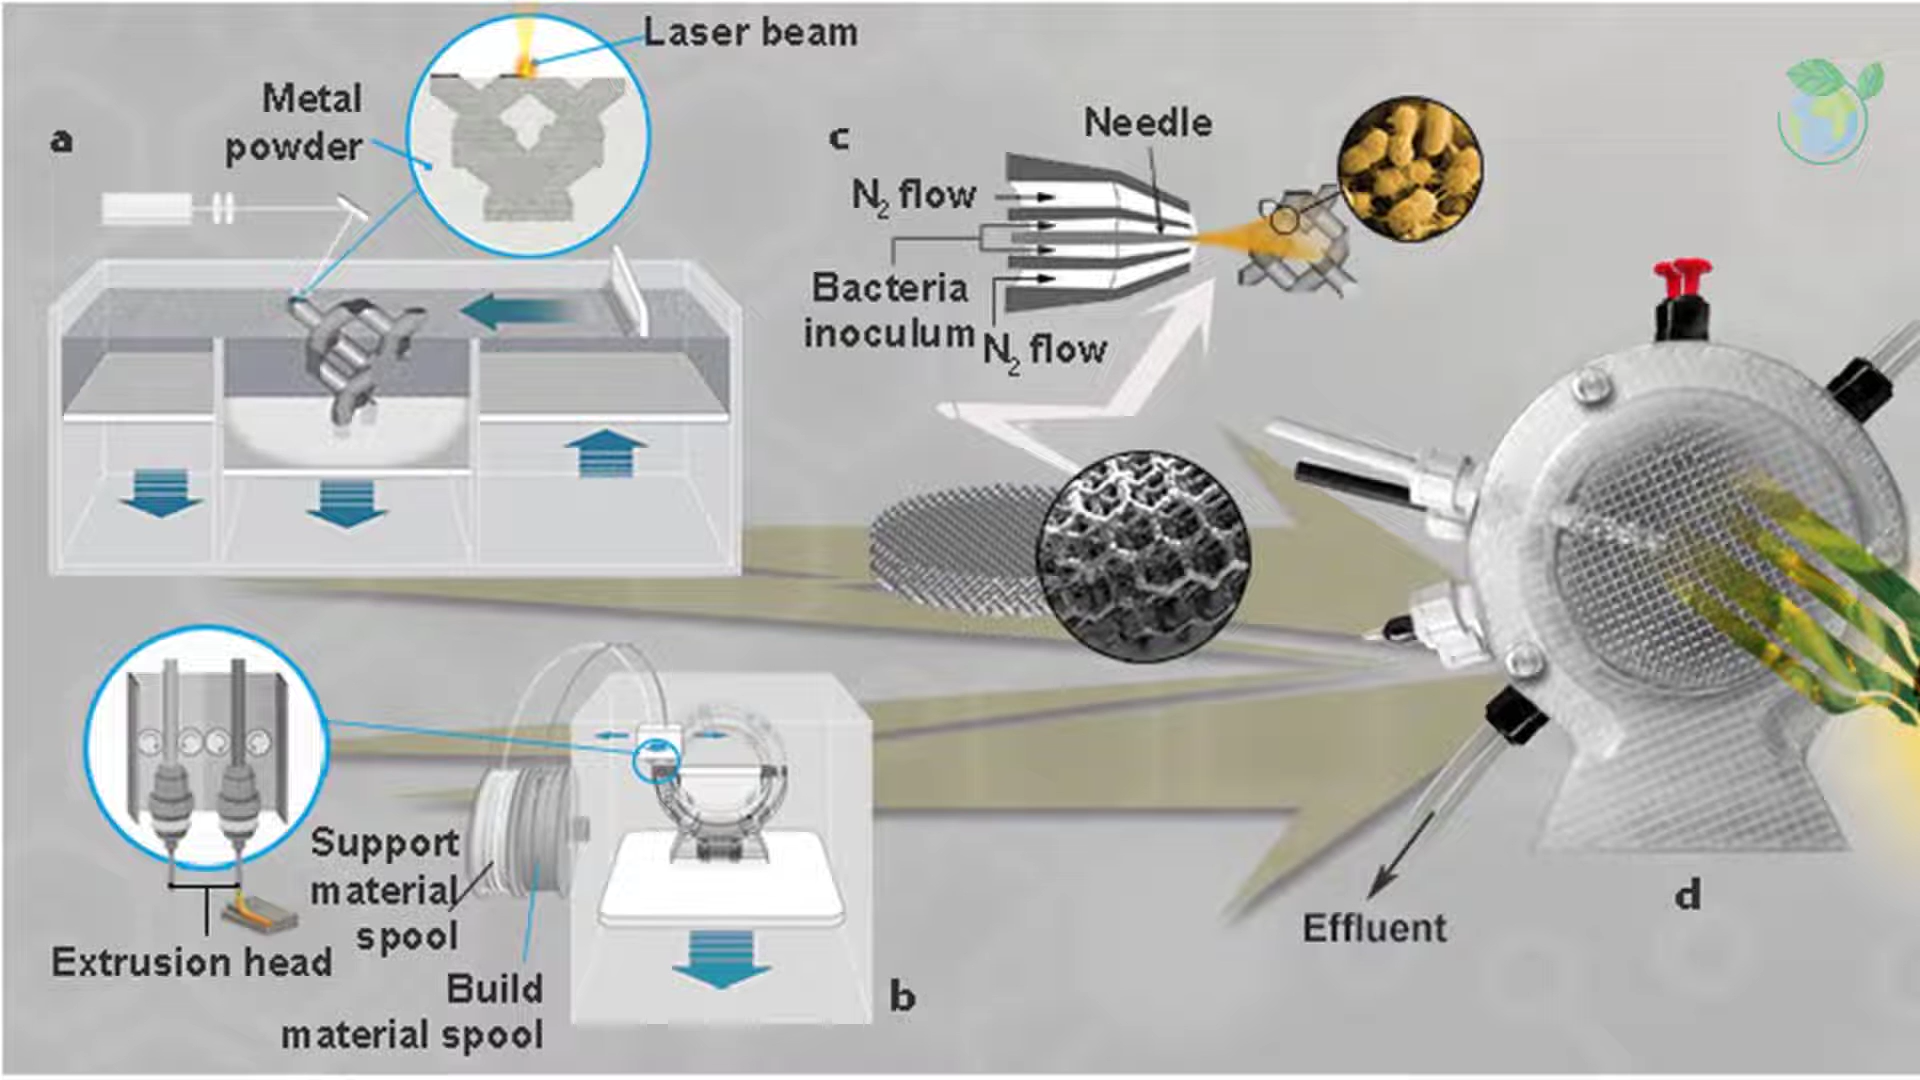 a
Metal
powder
Laser beam
c
Needle
N₂ flow
Bacteria
inoculum
N₂ flow
Support
material
spool
Extrusion head
Build
material spool
b
Effluent
d